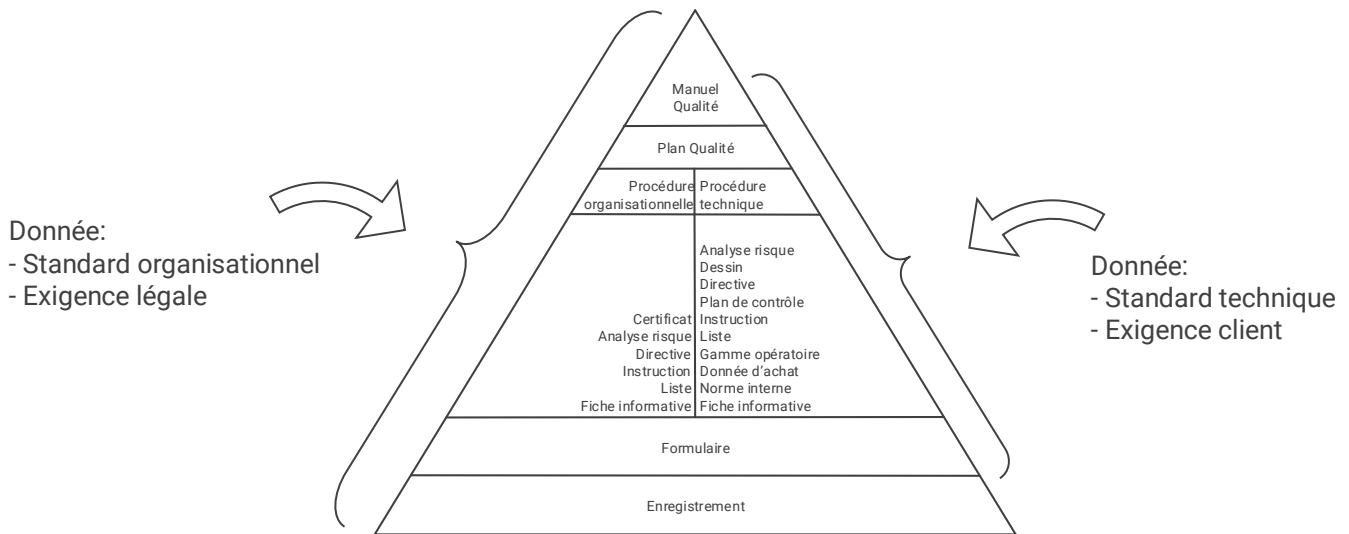 Manuel
Qualité
Plan Qualité
Procédure
organisationnelle
Procédure
technique
Donnée:
- Standard organisationnel
- Exigence légale
Certificat
Analyse risque
Directive
Instruction
Liste
Fiche informative
Analyse risque
Dessin
Directive
Plan de contrôle
Instruction
Liste
Gamme opératoire
Donnée d'achat
Norme interne
Fiche informative
Donnée:
- Standard technique
- Exigence client
Formulaire
Enregistrement